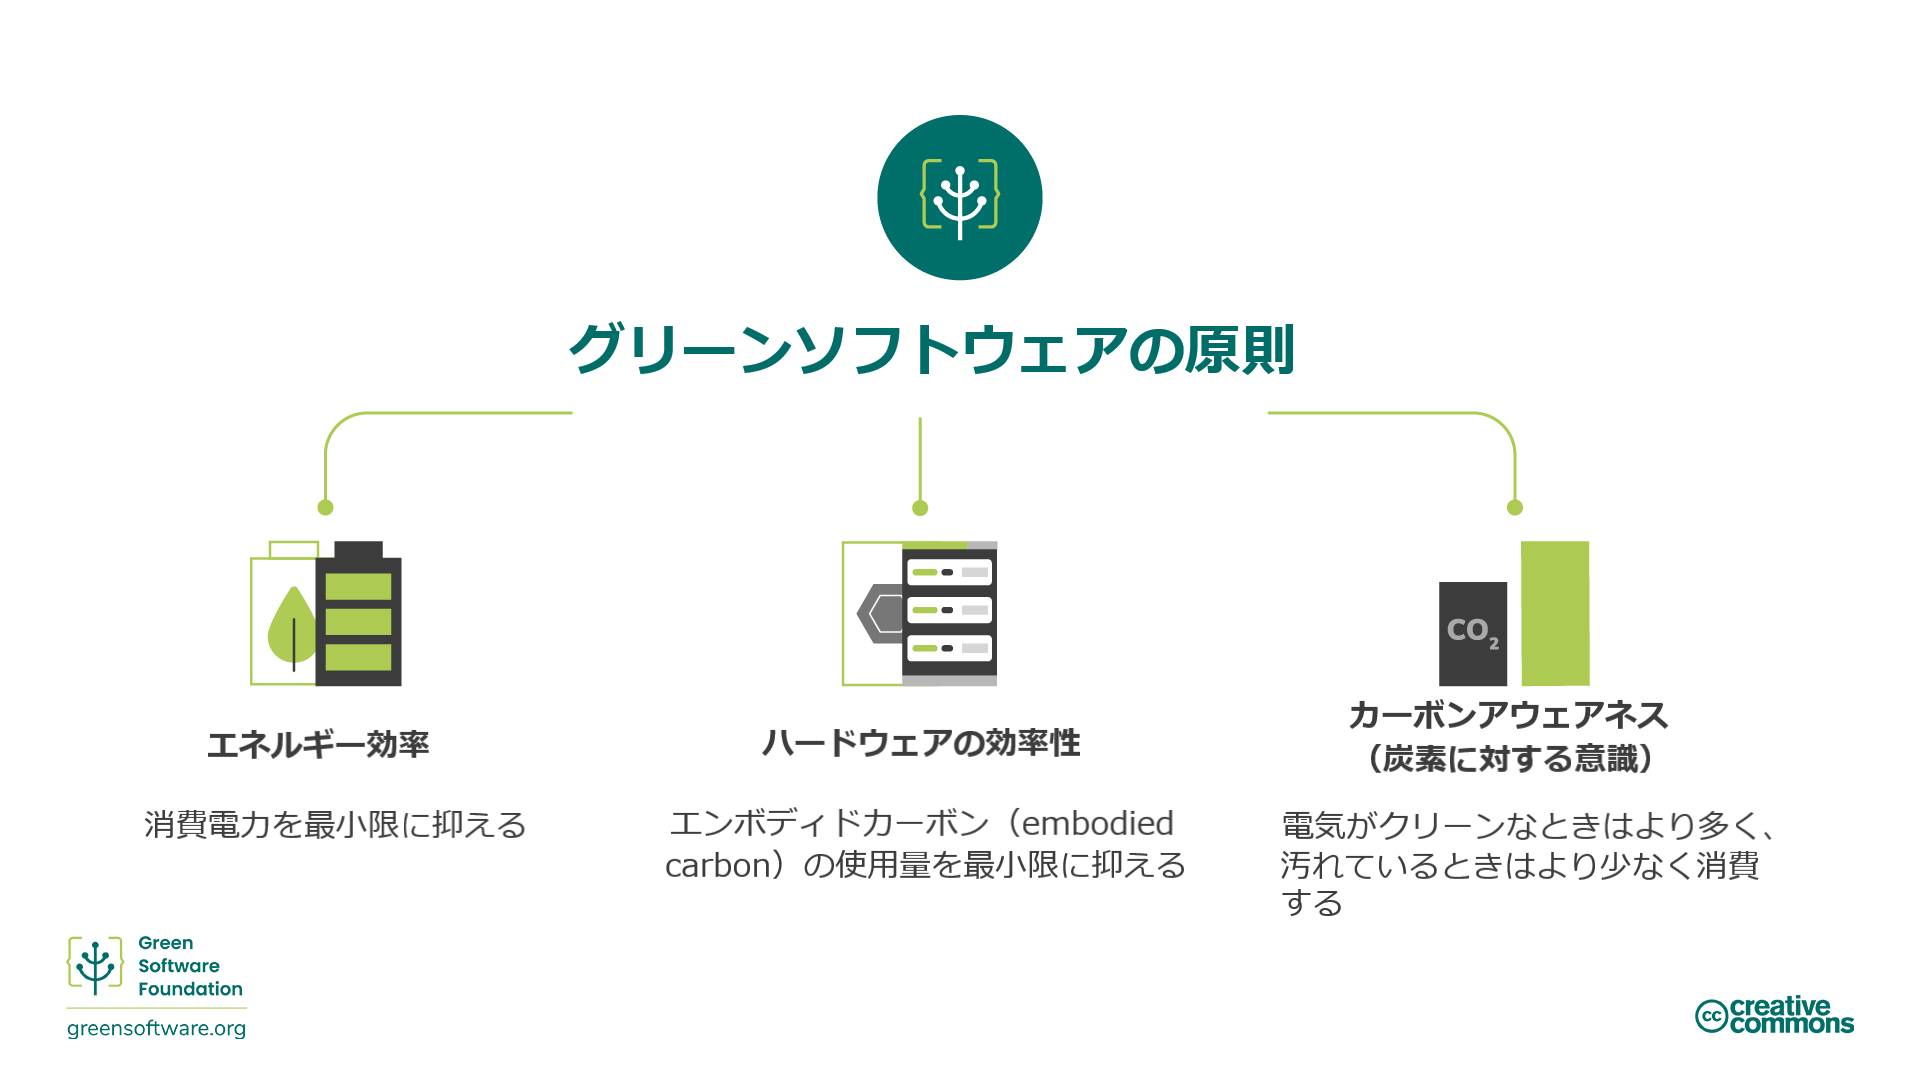 グリーンソフトウェアの原則
エネルギー効率
消費電力を最小限に抑える
ハードウェアの効率性
エンボディドカーボン（embodied
carbon）の使用量を最小限に抑える
CO2
カーボンアウェアネス
（炭素に対する意識）
電気がクリーンなときはより多く、
汚れているときはより少なく消費
する
Green
Software
Foundation
greensoftware.org
cc creative
commons